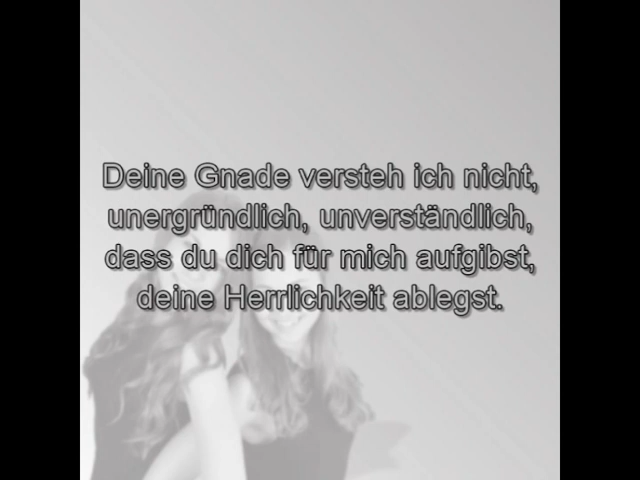 Deine Gnade versteh ich nicht,
unergründlich, unverständlich,
dass du dich für mich aufgibst,
deine Herrlichkeit ablegst.